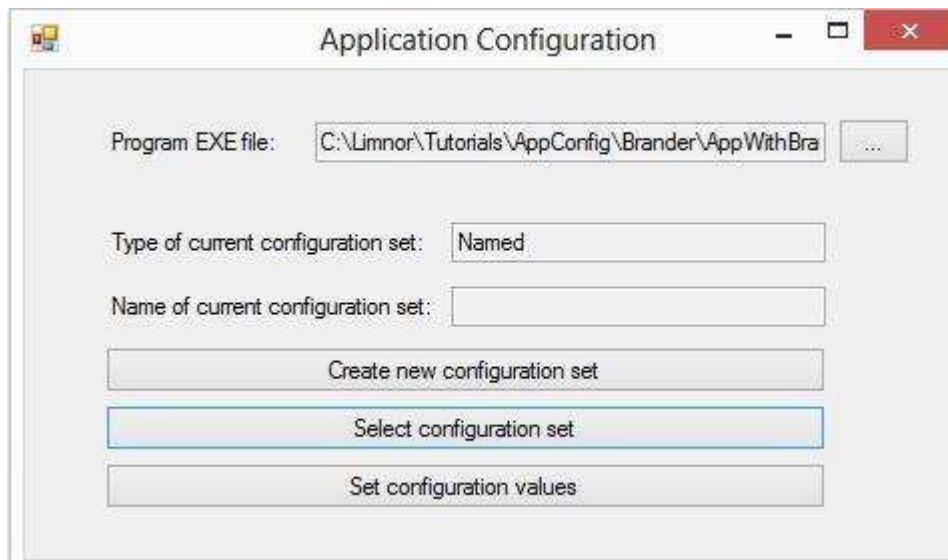 Application Configuration
Program EXE file: C:\Limnor\Tutorials\AppConfig\Brander\AppWithBra ...
Type of current configuration set: Named
Name of current configuration set:
Create new configuration set
Select configuration set
Set configuration values